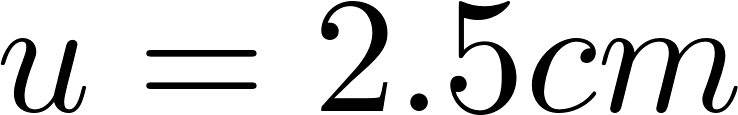 u = 2.5cm